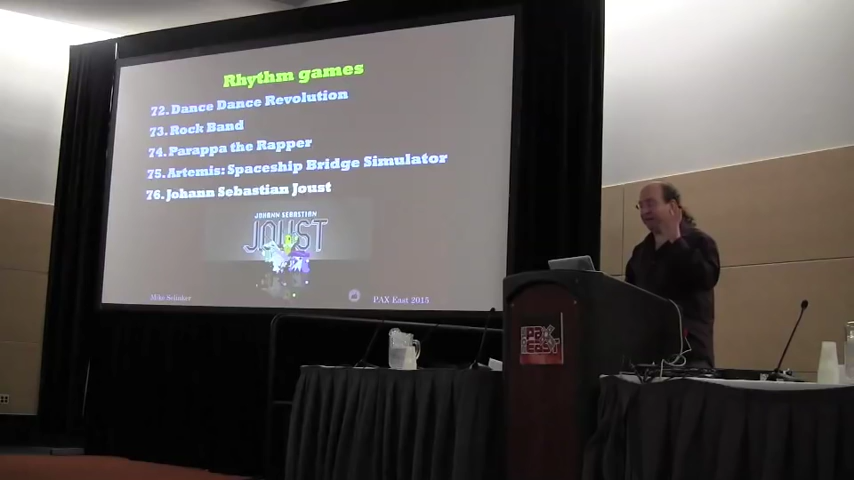 Rhythm games
72. Dance Dance Revolution
73. Rock Band
74. Parappa the Rapper
75. Artemis: Spaceship Bridge Simulator
76. Johann Sebastian Joust
JOHANN SEBASTIAN
JOUST
Mike Selinker
PAX East 2015
pax
EAST